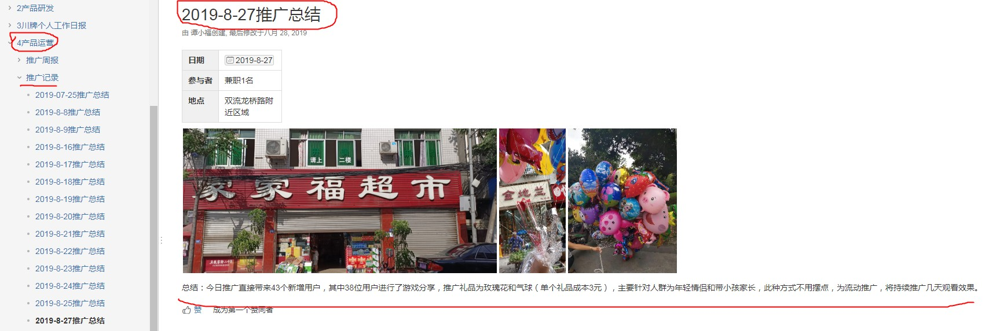 2产品研发
3川牌个人工作日报
4产品运营
推广周报
推广记录
2019-07-25推广总结
2019-8-8推广总结
2019-8-9推广总结
2019-8-16推广总结
2019-8-17推广总结
2019-8-18推广总结
2019-8-19推广总结
2019-8-20推广总结
2019-8-21推广总结
2019-8-22推广总结
2019-8-23推广总结
2019-8-24推广总结
2019-8-25推广总结
2019-8-27推广总结
2019-8-27推广总结
由 谭小福创建, 最后修改于八月 28, 2019
日期 2019-8-27
参与者 兼职1名
地点 双流龙桥路附
近区域
请上 二楼
家家福超市
总结：今日推广直接带来43个新增用户，其中38位用户进行了游戏分享，推广礼品为玫瑰花和气球（单个礼品成本3元），主要针对人群为年轻情侣和带小孩家长，此种方式不用摆点，为流动推广，将持续推广几天观看效果。
赞 成为第一个赞同者